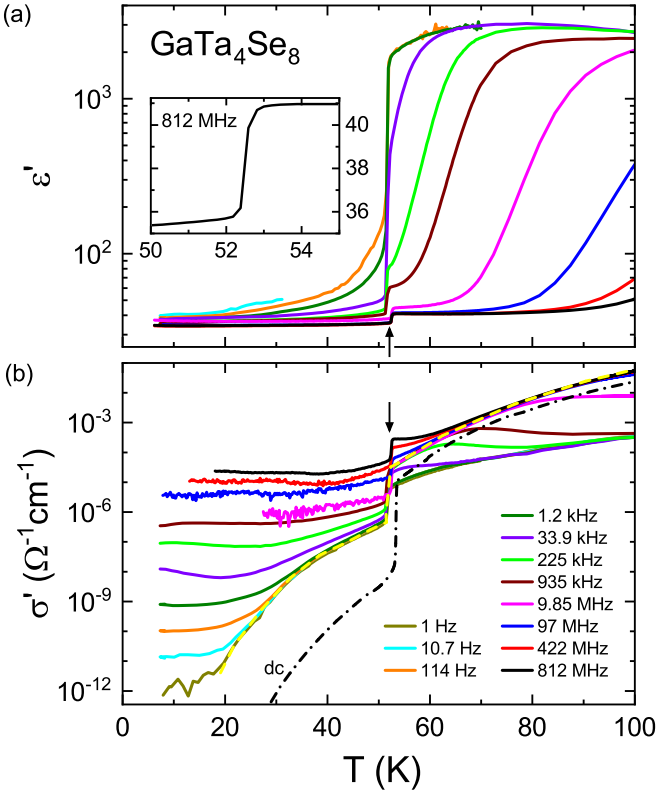 (a)
GaTa₄Se₈
812 MHz
40
38
36
50 52 54
10³
10²
ε'
(b)
10⁻³
10⁻⁶
10⁻⁹
10⁻¹²
σ' (Ω⁻¹cm⁻¹)
dc
1 Hz
10.7 Hz
114 Hz
1.2 kHz
33.9 kHz
225 kHz
935 kHz
9.85 MHz
97 MHz
422 MHz
812 MHz
0 20 40 60 80 100
T (K)